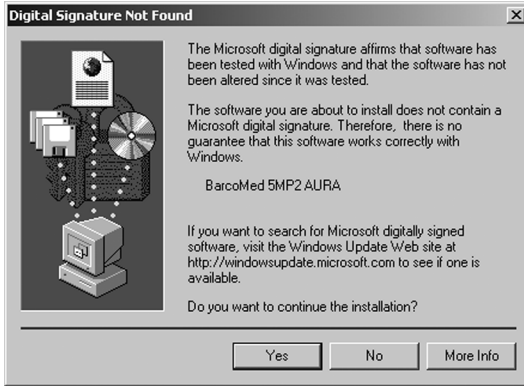 Digital Signature Not Found
The Microsoft digital signature affirms that software has
been tested with Windows and that the software has not
been altered since it was tested.
The software you are about to install does not contain a
Microsoft digital signature. Therefore, there is no
guarantee that this software works correctly with
Windows.
BarcoMed 5MP2 AURA
If you want to search for Microsoft digitally signed
software, visit the Windows Update Web site at
http://windowsupdate.microsoft.com to see if one is
available.
Do you want to continue the installation?
Yes No More Info